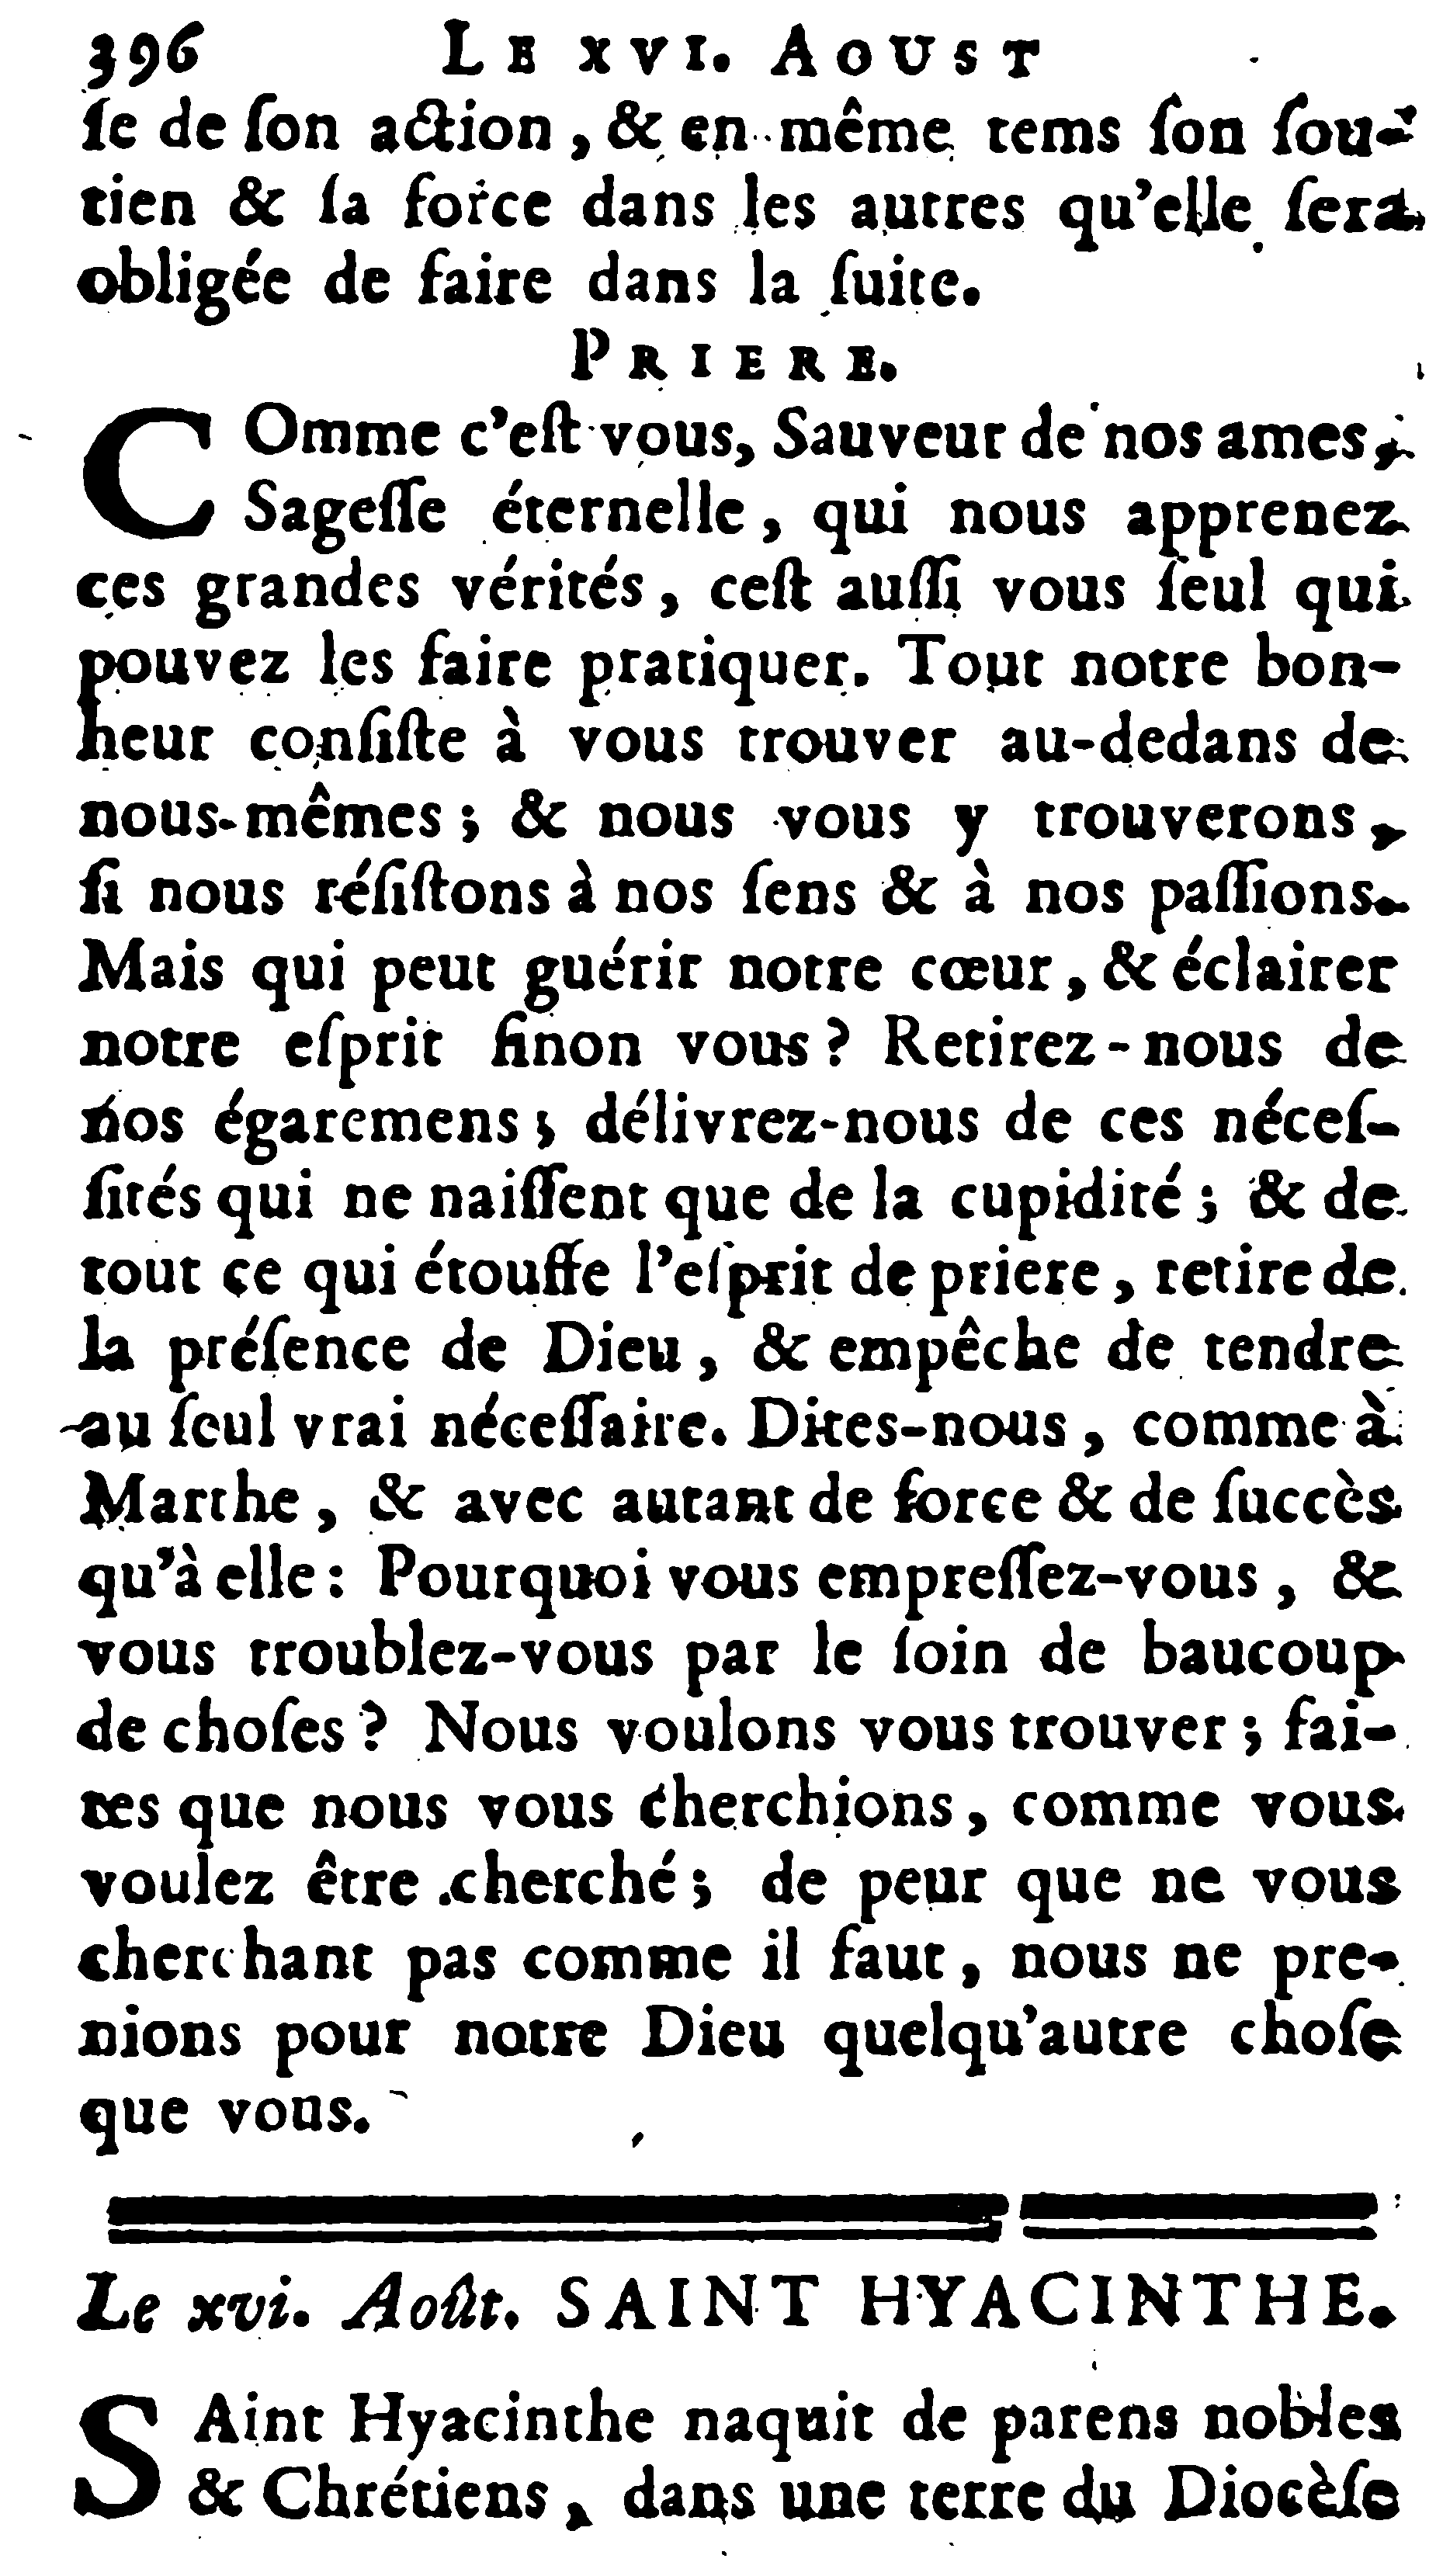 396 LE XVI. AOUST
ſe de ſon action, & en même tems ſon ſou-
tien & ſa force dans les autres qu'elle ſera
obligée de faire dans la ſuite.
PRIERE.
COmme c'eſt vous, Sauveur de nos ames,
Sageſſe éternelle, qui nous apprenez
ces grandes vérités, ceſt auſſi vous ſeul qui
pouvez les faire pratiquer. Tout notre bon-
heur conſiſte à vous trouver au-dedans de
nous-mêmes; & nous vous y trouverons,
ſi nous réſiſtons à nos ſens & à nos paſſions.
Mais qui peut guérir notre cœur, & éclairer
notre eſprit ſinon vous? Retirez-nous de
nos égaremens; délivrez-nous de ces néceſ-
ſités qui ne naiſſent que de la cupidité; & de
tout ce qui étouffe l'eſprit de priere, retire de
la préſence de Dieu, & empêche de tendre
au ſeul vrai néceſſaire. Dites-nous, comme à
Marthe, & avec autant de force & de ſuccès
qu'à elle: Pourquoi vous empreſſez-vous, &
vous troublez-vous par le ſoin de baucoup
de choſes? Nous voulons vous trouver; fai-
tes que nous vous cherchions, comme vous
voulez être cherché; de peur que ne vous
cherchant pas comme il faut, nous ne pre-
nions pour notre Dieu quelqu'autre choſe
que vous.
Le xvi. Août. SAINT HYACINTHE.
SAint Hyacinthe naquit de parens nobles
& Chrétiens, dans une terre du Diocèſe